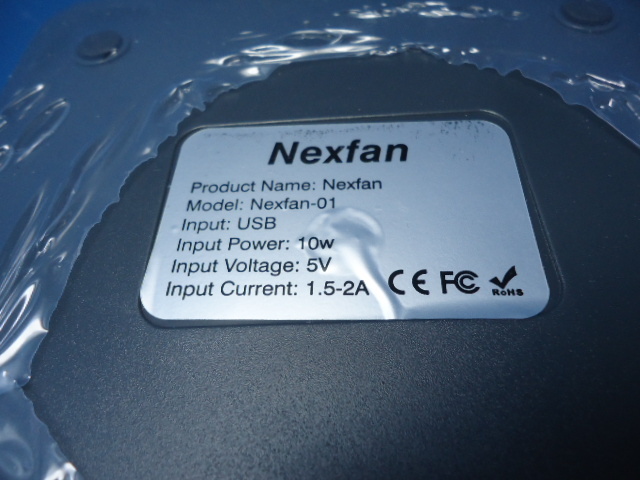 Nexfan
Product Name: Nexfan
Model: Nexfan-01
Input: USB
Input Power: 10w
Input Voltage: 5V
Input Current: 1.5-2A CE FC RoHS